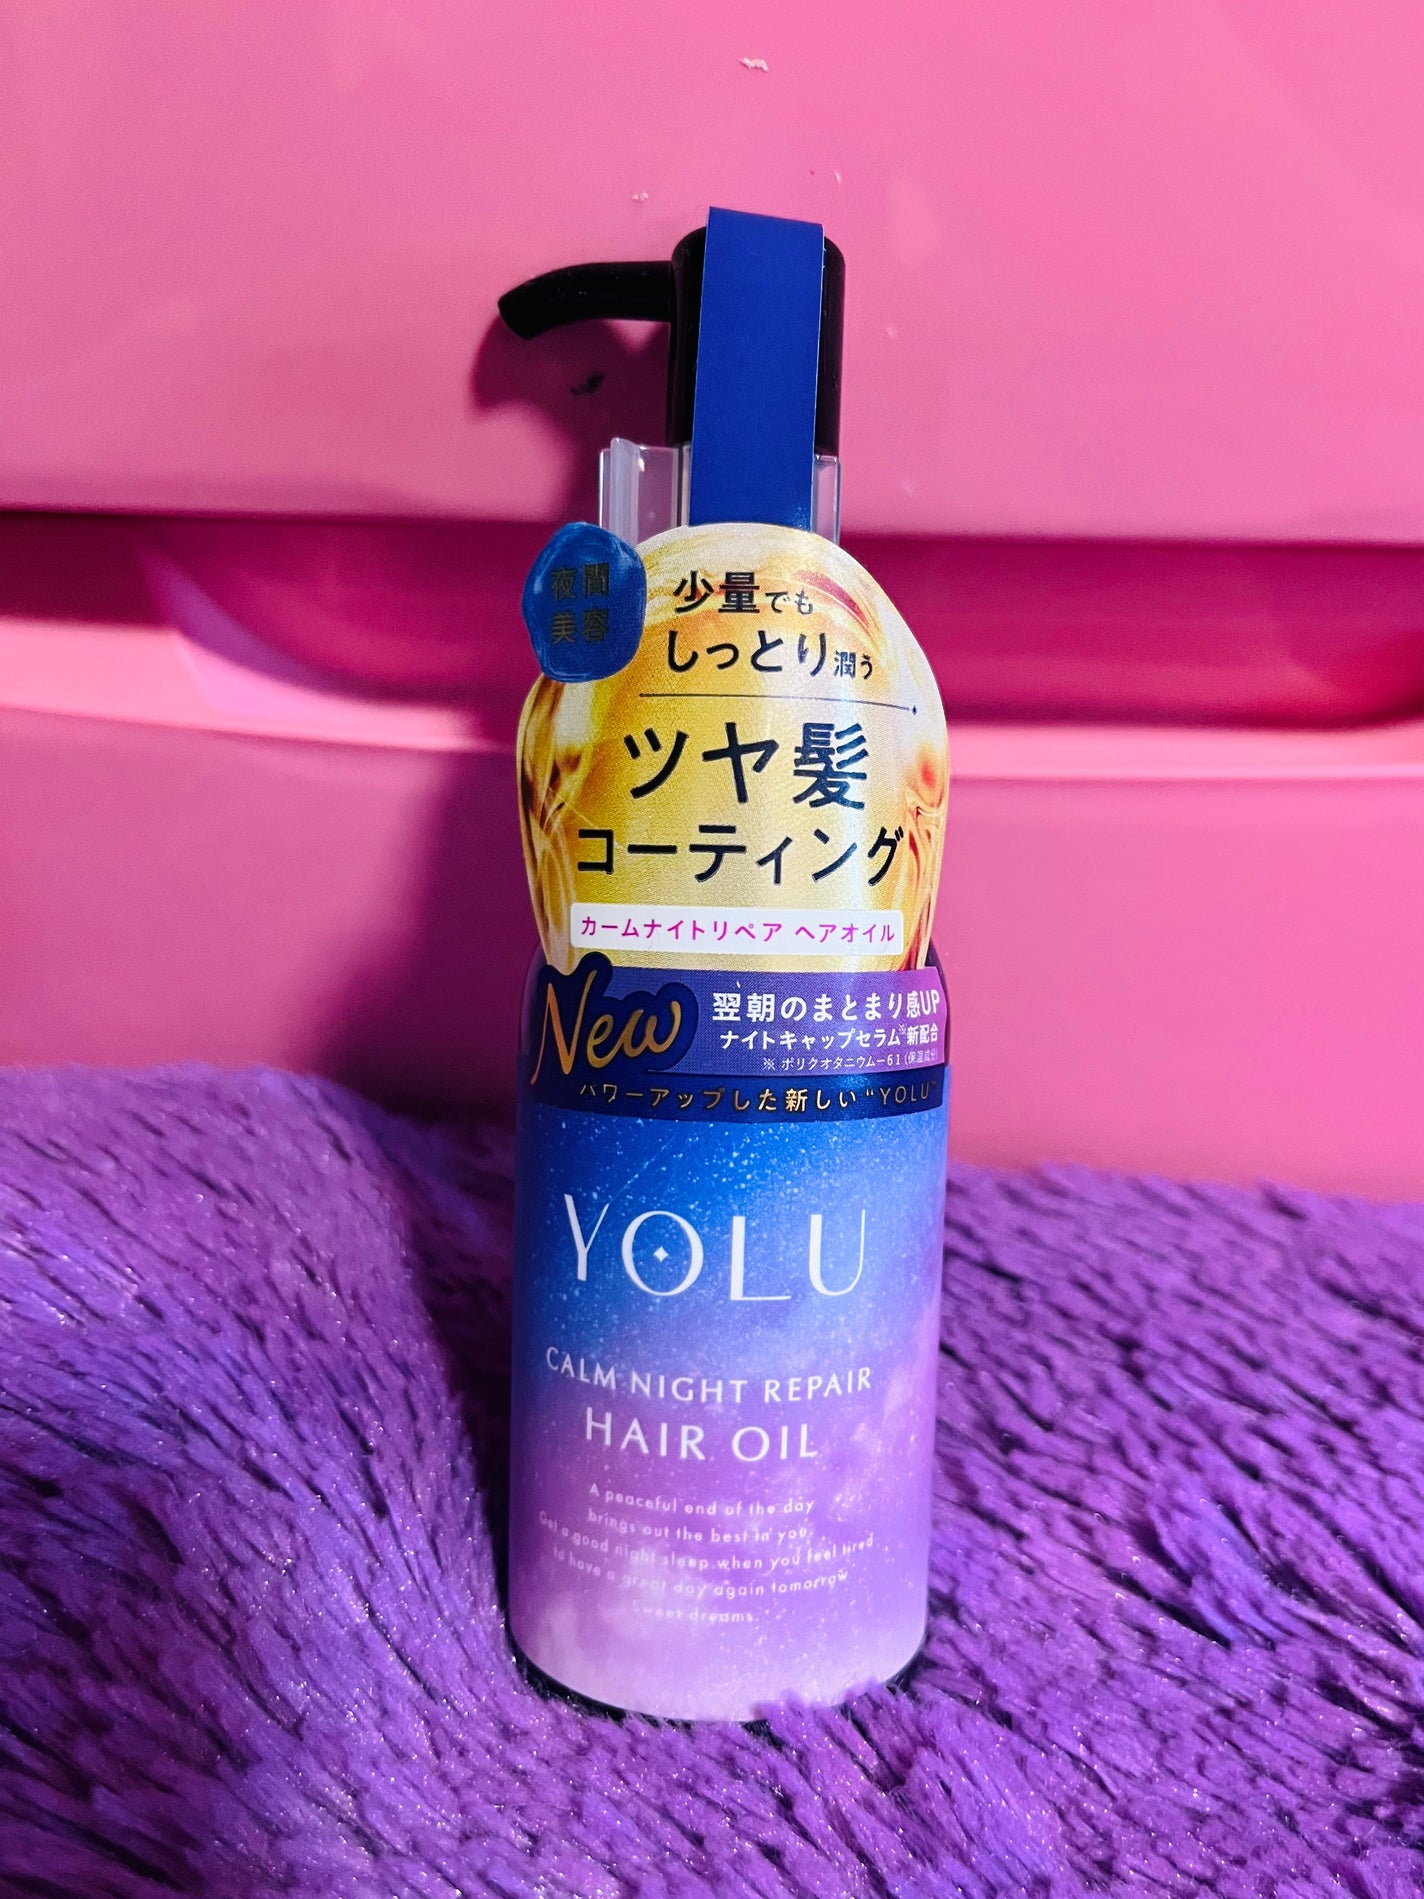 夜間
美容
少量でも
しっとり潤う
ツヤ髪
コーティング
カームナイトリペア ヘアオイル
New
翌朝のまとまり感UP
ナイトキャップセラム※新配合
※ ポリクオタニウムー61(保湿成分)
パワーアップした新しい"YOLU"
YOLU
CALM NIGHT REPAIR
HAIR OIL
A peaceful end of the day
brings out the best in you.
Get a good night sleep when you feel tired
to have a great day again tomorrow.
Sweet dreams.